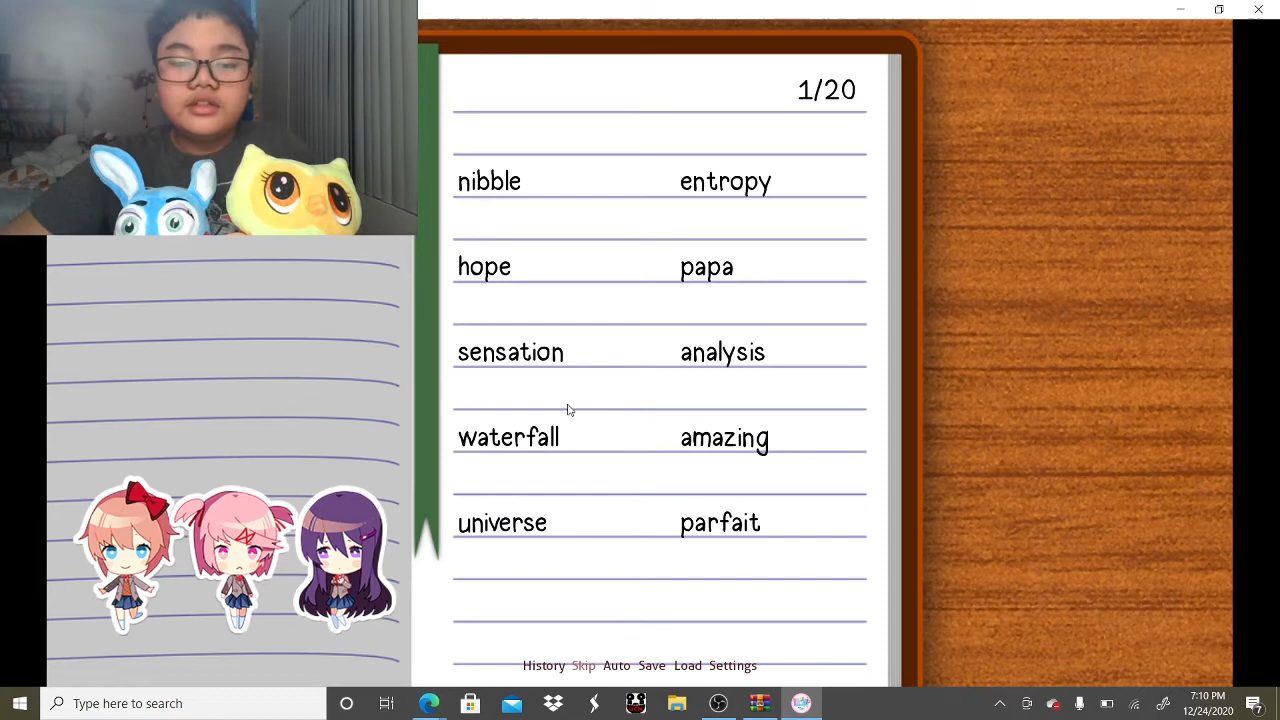 1/20
nibble entropy
hope papa
sensation analysis
waterfall amazing
universe parfait
History Skip Auto Save Load Settings
Type here to search
7:10 PM
12/24/2020
7